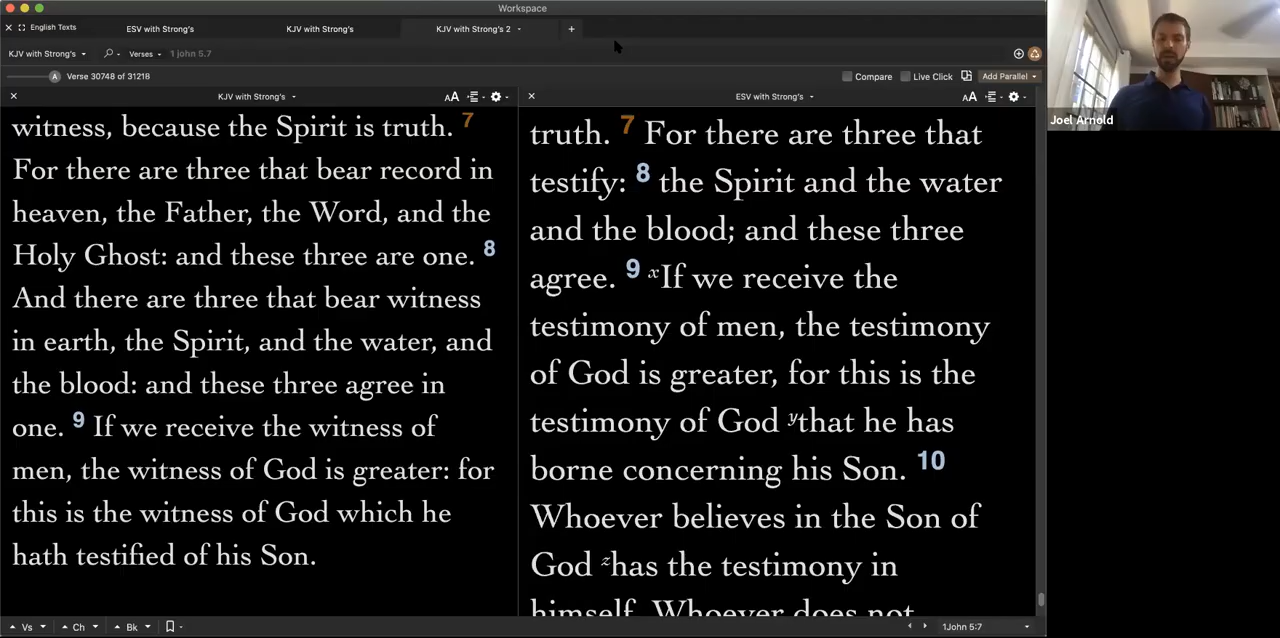 Workspace
English Texts
ESV with Strong's
KJV with Strong's
KJV with Strong's 2
+
KJV with Strong's
Verses
1 john 5:7
Verse 30748 of 31218
Compare
Live Click
Add Parallel
KJV with Strong's
AA
witness, because the Spirit is truth. 7
For there are three that bear record in
heaven, the Father, the Word, and the
Holy Ghost: and these three are one. 8
And there are three that bear witness
in earth, the Spirit, and the water, and
the blood: and these three agree in
one. 9 If we receive the witness of
men, the witness of God is greater: for
this is the witness of God which he
hath testified of his Son.
ESV with Strong's
AA
truth. 7 For there are three that
testify: 8 the Spirit and the water
and the blood; and these three
agree. 9 xIf we receive the
testimony of men, the testimony
of God is greater, for this is the
testimony of God ythat he has
borne concerning his Son. 10
Whoever believes in the Son of
God zhas the testimony in
himself. Whoever does not
Vs
Ch
Bk
1John 5:7
Joel Arnold